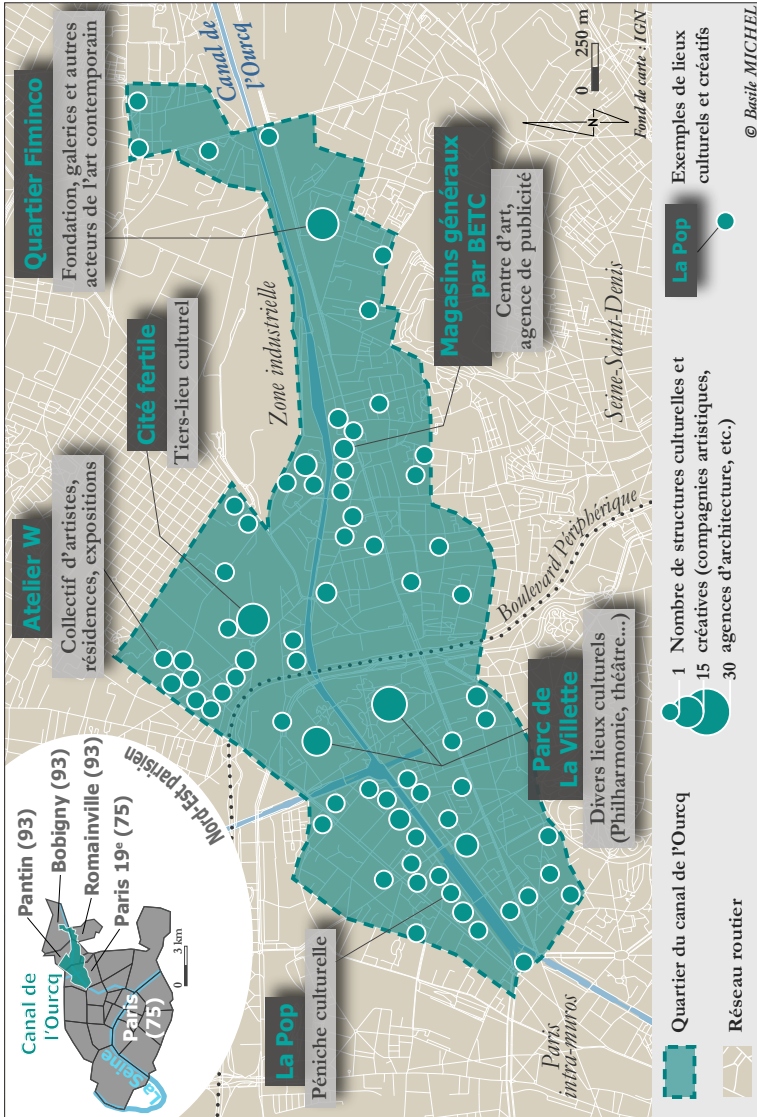 Canal de
l'Ourcq
Pantin (93)
Bobigny (93)
Romainville (93)
Paris 19e (75)
Paris
(75)
La Seine
0 3 km
Nord-Est parisien
Atelier W
Collectif d'artistes,
résidences, expositions
Cité fertile
Tiers-lieu culturel
Quartier Fiminco
Fondation, galeries et autres
acteurs de l'art contemporain
Zone industrielle
Canal de
l'Ourcq
La Pop
Péniche culturelle
Parc de
La Villette
Divers lieux culturels
(Philharmonie, théâtre...)
Magasins généraux
par BETC
Centre d'art,
agence de publicité
Boulevard Périphérique
Paris
intra-muros
Seine-Saint-Denis
N
0 250 m
Fond de carte : IGN
Quartier du canal de l'Ourcq
Réseau routier
1
15
30
Nombre de structures culturelles et
créatives (compagnies artistiques,
agences d'architecture, etc.)
La Pop
Exemples de lieux
culturels et créatifs
© Basile MICHEL